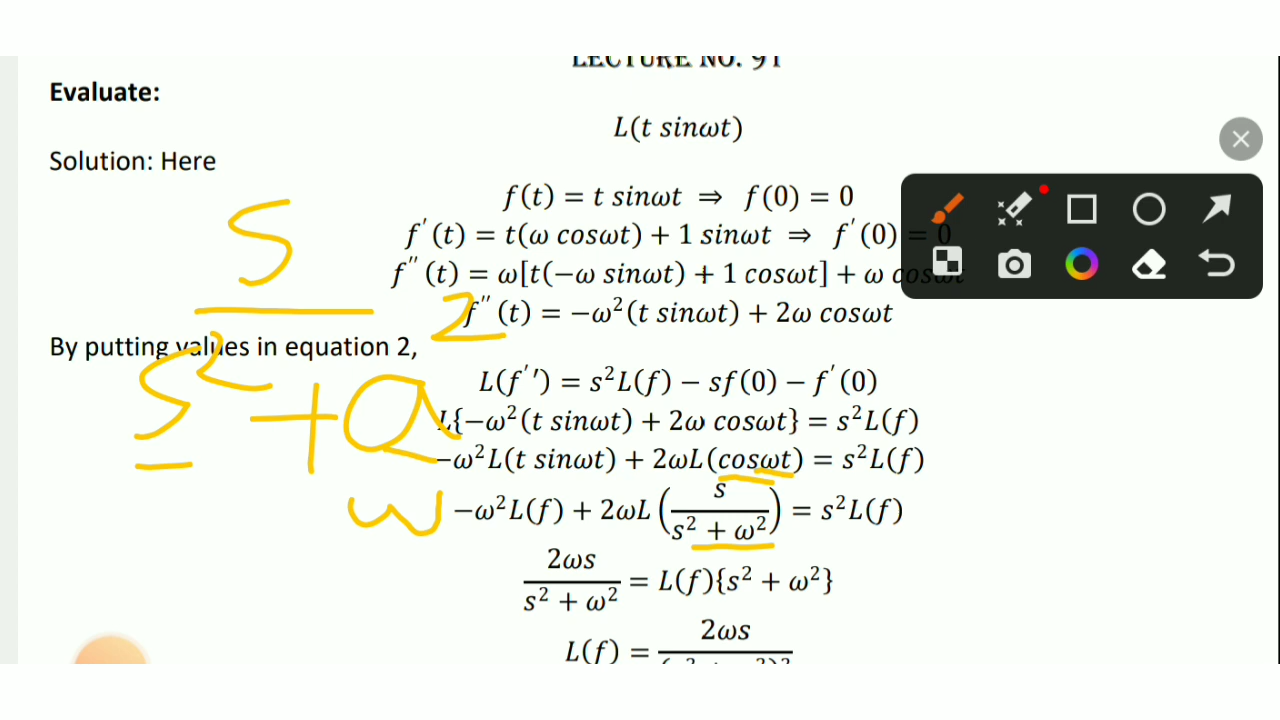 LECTURE NO. 91
Evaluate:
L(t sinωt)
Solution: Here
f(t) = t sinωt ⇒ f(0) = 0
f′(t) = t(ω cosωt) + 1 sinωt ⇒ f′(0) = 0
f″(t) = ω[t(−ω sinωt) + 1 cosωt] + ω cosωt
f″(t) = −ω²(t sinωt) + 2ω cosωt
By putting values in equation 2,
L(f′′) = s²L(f) − sf(0) − f′(0)
L{−ω²(t sinωt) + 2ω cosωt} = s²L(f)
−ω²L(t sinωt) + 2ωL(cosωt) = s²L(f)
−ω²L(f) + 2ωL(s/(s² + ω²)) = s²L(f)
2ωs/(s² + ω²) = L(f){s² + ω²}
L(f) = 2ωs
S
S² + a 2
ω